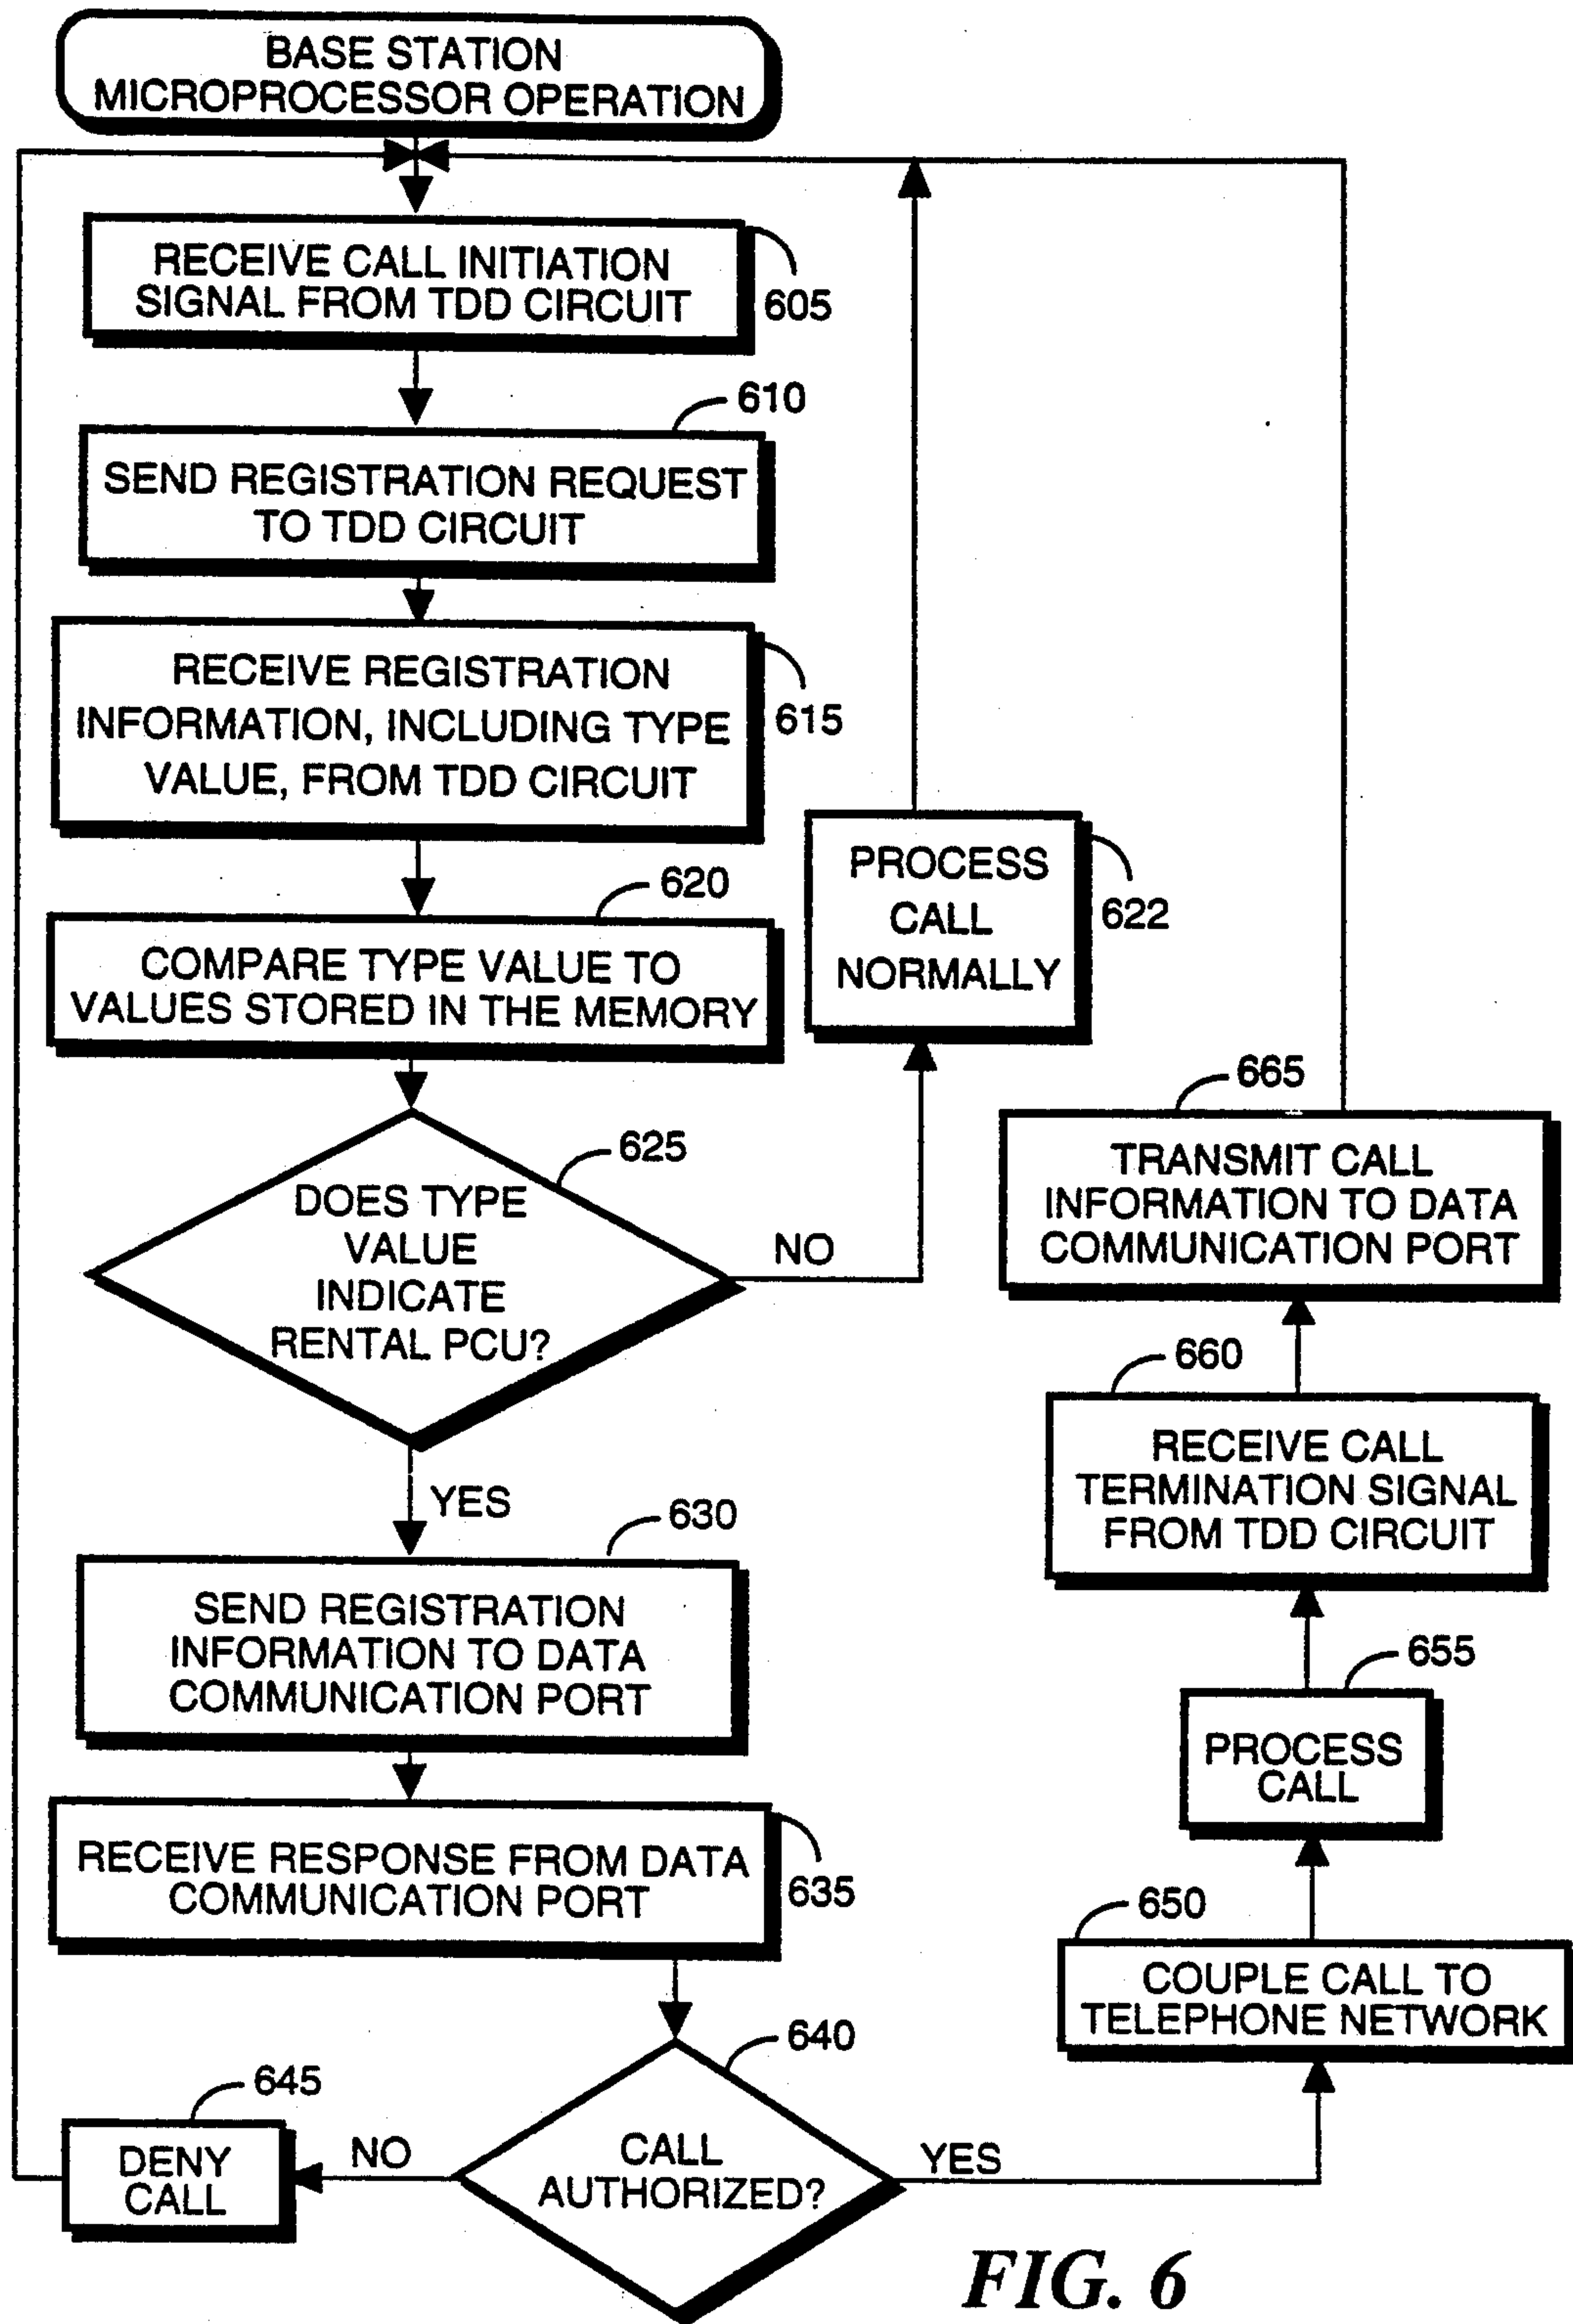 BASE STATION
MICROPROCESSOR OPERATION
RECEIVE CALL INITIATION
SIGNAL FROM TDD CIRCUIT
605
610
SEND REGISTRATION REQUEST
TO TDD CIRCUIT
RECEIVE REGISTRATION
INFORMATION, INCLUDING TYPE
VALUE, FROM TDD CIRCUIT
615
620
COMPARE TYPE VALUE TO
VALUES STORED IN THE MEMORY
PROCESS
CALL
NORMALLY
622
625
DOES TYPE
VALUE
INDICATE
RENTAL PCU?
NO
YES
630
SEND REGISTRATION
INFORMATION TO DATA
COMMUNICATION PORT
RECEIVE RESPONSE FROM DATA
COMMUNICATION PORT
635
640
CALL
AUTHORIZED?
NO
645
DENY
CALL
YES
650
COUPLE CALL TO
TELEPHONE NETWORK
655
PROCESS
CALL
660
RECEIVE CALL
TERMINATION SIGNAL
FROM TDD CIRCUIT
665
TRANSMIT CALL
INFORMATION TO DATA
COMMUNICATION PORT
FIG. 6